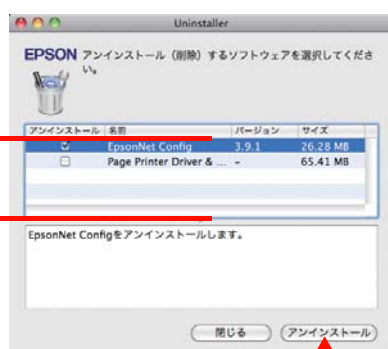 Uninstaller
EPSON アンインストール (削除) するソフトウェアを選択してくださ
い。
アンインストール 名前 バージョン サイズ
EpsonNet Config 3.9.1 26.28 MB
Page Printer Driver & ... – 65.41 MB
EpsonNet Configをアンインストールします。
閉じる アンインストール